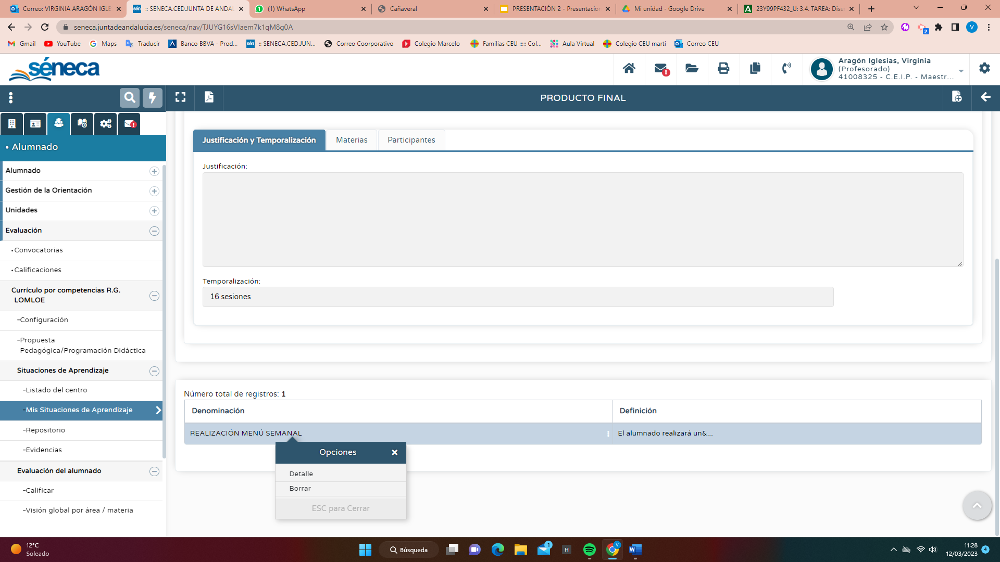 Correo: VIRGINIA ARAGÓN IGLE
:: SENECA.CED.JUNTA DE ANDAL
(1) WhatsApp
Cañaveral
PRESENTACIÓN 2 - Presentacion
Mi unidad - Google Drive
23Y99PF432_U: 3.4. TAREA: Dise
seneca.juntadeandalucia.es/seneca/nav/TJUYG16sVIaem7k1qM8g0A
2
V
Gmail
YouTube
Maps
Traducir
Banco BBVA - Prod...
:: SENECA.CED.JUN...
Correo Coorporativo
Colegio Marcelo
Familias CEU ::::: Col...
Aula Virtual
Colegio CEU marti
Correo CEU
séneca
Aragón Iglesias, Virginia
(Profesorado)
41008325 - C.E.I.P. - Maestr...
PRODUCTO FINAL
• Alumnado
Alumnado
Gestión de la Orientación
Unidades
Evaluación
• Convocatorias
• Calificaciones
Currículo por competencias R.G.
LOMLOE
-Configuración
-Propuesta
Pedagógica/Programación Didáctica
Situaciones de Aprendizaje
-Listado del centro
-Mis Situaciones de Aprendizaje
-Repositorio
-Evidencias
Evaluación del alumnado
-Calificar
-Visión global por área / materia
Justificación y Temporalización
Materias
Participantes
Justificación:
Temporalización:
16 sesiones
Número total de registros: 1
Denominación
Definición
REALIZACIÓN MENÚ SEMANAL
El alumnado realizará un&...
Opciones
Detalle
Borrar
ESC para Cerrar
12°C
Soleado
Búsqueda
1
H
V
11:28
12/03/2023
4